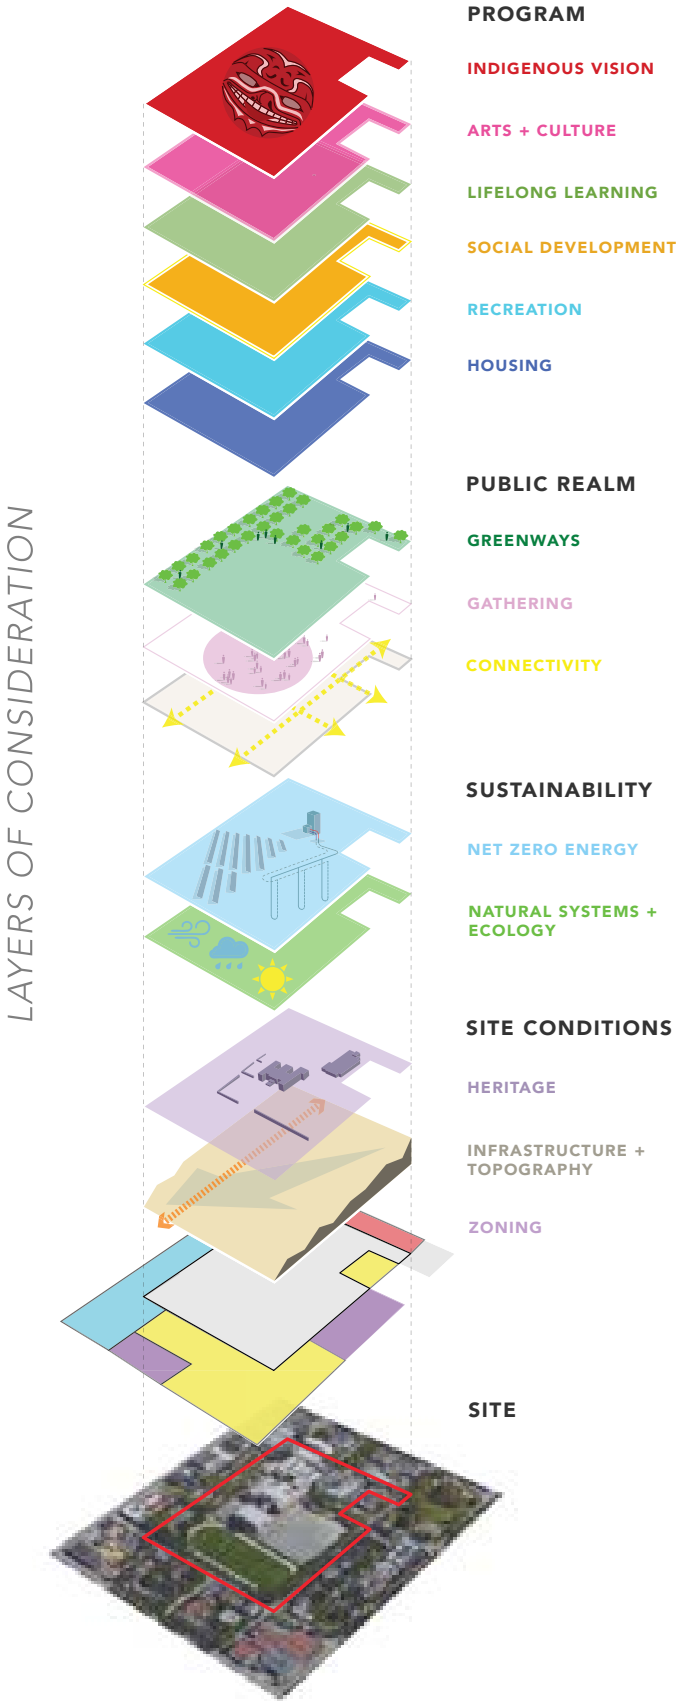 PROGRAM
INDIGENOUS VISION
ARTS + CULTURE
LIFELONG LEARNING
SOCIAL DEVELOPMENT
RECREATION
HOUSING
PUBLIC REALM
GREENWAYS
GATHERING
CONNECTIVITY
LAYERS OF CONSIDERATION
SUSTAINABILITY
NET ZERO ENERGY
NATURAL SYSTEMS +
ECOLOGY
SITE CONDITIONS
HERITAGE
INFRASTRUCTURE +
TOPOGRAPHY
ZONING
SITE